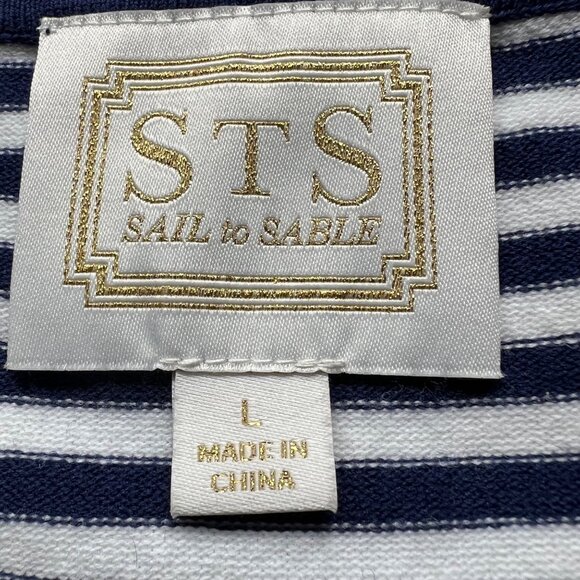 STS
SAIL to SABLE
L
MADE IN
CHINA